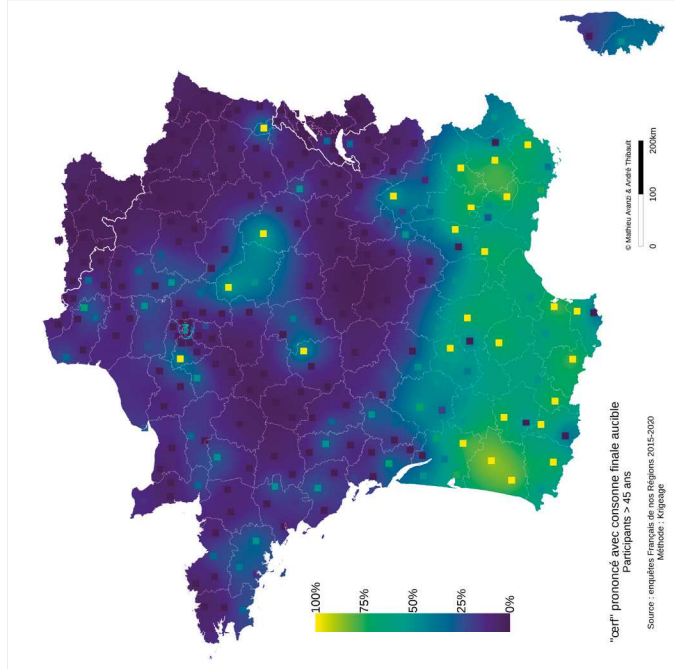 © Mathieu Avanzi & André Thibault
0 100 200km
100%
75%
50%
25%
0%
"cerf" prononcé avec consonne finale audible
Participants > 45 ans
Source : enquêtes Français de nos Régions 2015-2020
Méthode : Krigeage